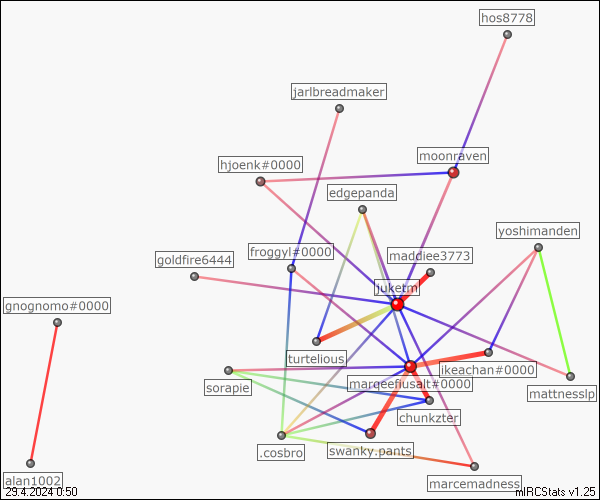 hos8778
jarlbreadmaker
moonraven
hjoenk#0000
edgepanda
yoshimanden
froggyl#0000
maddiee3773
goldfire6444
juketm
gnognomo#0000
turtelious
ikeachan#0000
marqeeflusalt#0000
sorapie
mattnesslp
chunkzter
.cosbro
swanky.pants
alan1002
marcemadness
29.4.2024 0:50
mIRCStats v1.25